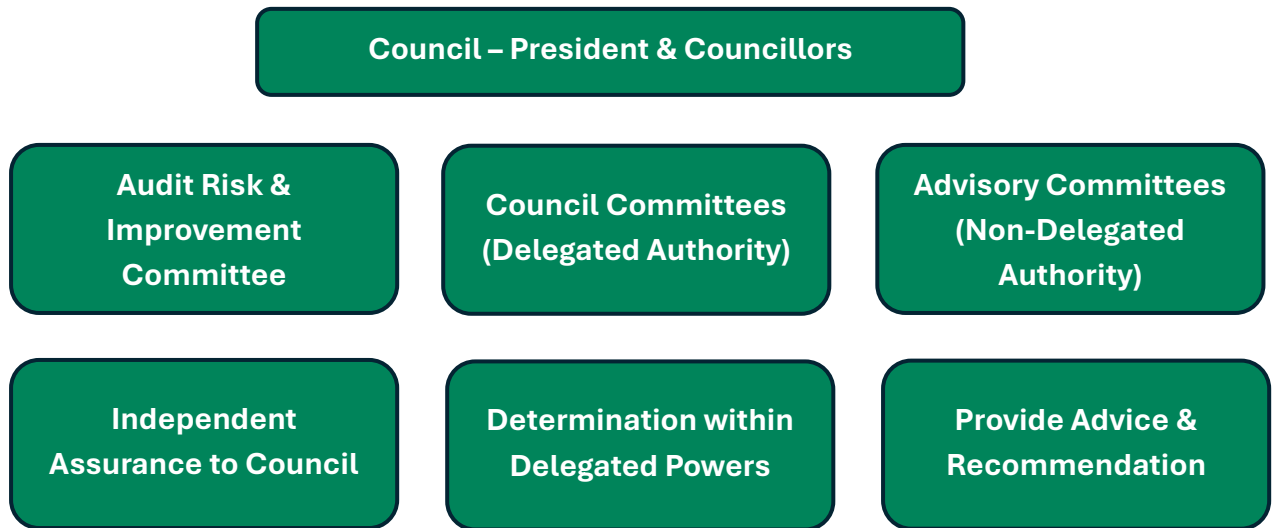 Council – President & Councillors
Audit Risk &
Improvement
Committee
Council Committees
(Delegated Authority)
Advisory Committees
(Non-Delegated
Authority)
Independent
Assurance to Council
Determination within
Delegated Powers
Provide Advice &
Recommendation